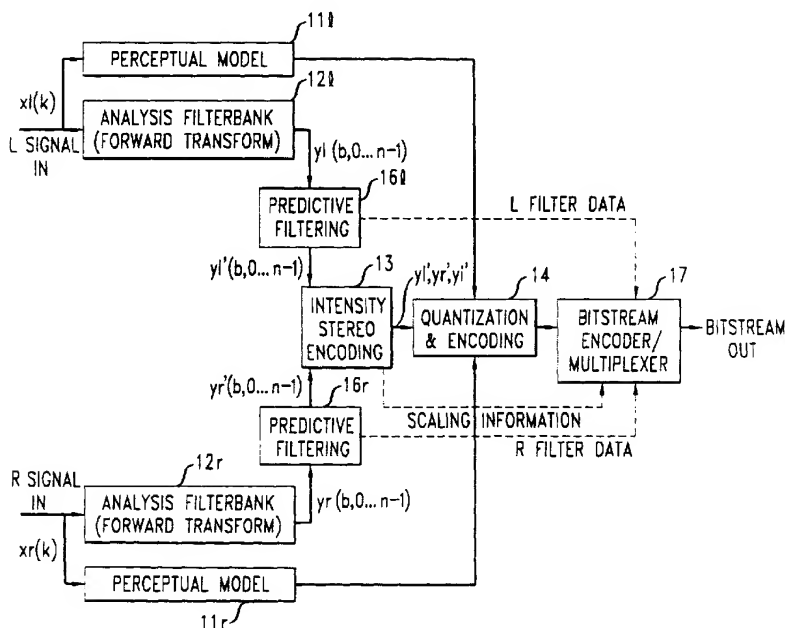 11ℓ
PERCEPTUAL MODEL
12ℓ
xl(k)
ANALYSIS FILTERBANK
(FORWARD TRANSFORM)
L SIGNAL
IN
yl (b,0...n-1)
16ℓ
PREDICTIVE
FILTERING
L FILTER DATA
yl'(b,0...n-1)
13
yl',yr',yi'
14
17
INTENSITY
STEREO
ENCODING
QUANTIZATION
& ENCODING
BITSTREAM
ENCODER/
MULTIPLEXER
BITSTREAM
OUT
yr'(b,0...n-1)
16r
SCALING INFORMATION
PREDICTIVE
FILTERING
R FILTER DATA
12r
R SIGNAL
IN
ANALYSIS FILTERBANK
(FORWARD TRANSFORM)
yr (b,0...n-1)
xr(k)
PERCEPTUAL MODEL
11r